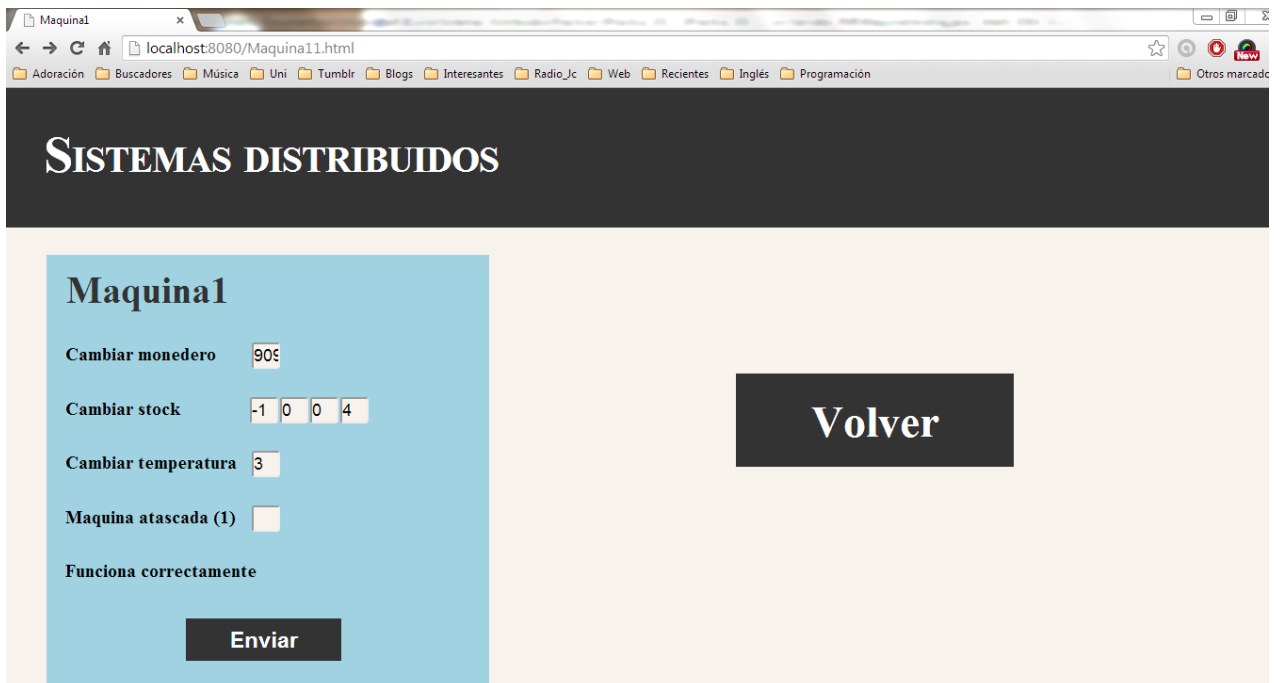 Maquina1
localhost:8080/Maquina11.html
New
Adoración Buscadores Música Uni Tumblr Blogs Interesantes Radio_Jc Web Recientes Inglés Programación Otros marcado
SISTEMAS DISTRIBUIDOS
Maquina1
Cambiar monedero 909
Cambiar stock -1 0 0 4
Cambiar temperatura 3
Maquina atascada (1)
Funciona correctamente
Enviar
Volver